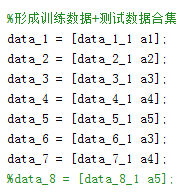 %形成训练数据+测试数据合集
data_1 = [data_1_1 a1];
data_2 = [data_2_1 a2];
data_3 = [data_3_1 a3];
data_4 = [data_4_1 a4];
data_5 = [data_5_1 a5];
data_6 = [data_6_1 a3];
data_7 = [data_7_1 a4];
%data_8 = [data_8_1 a5];